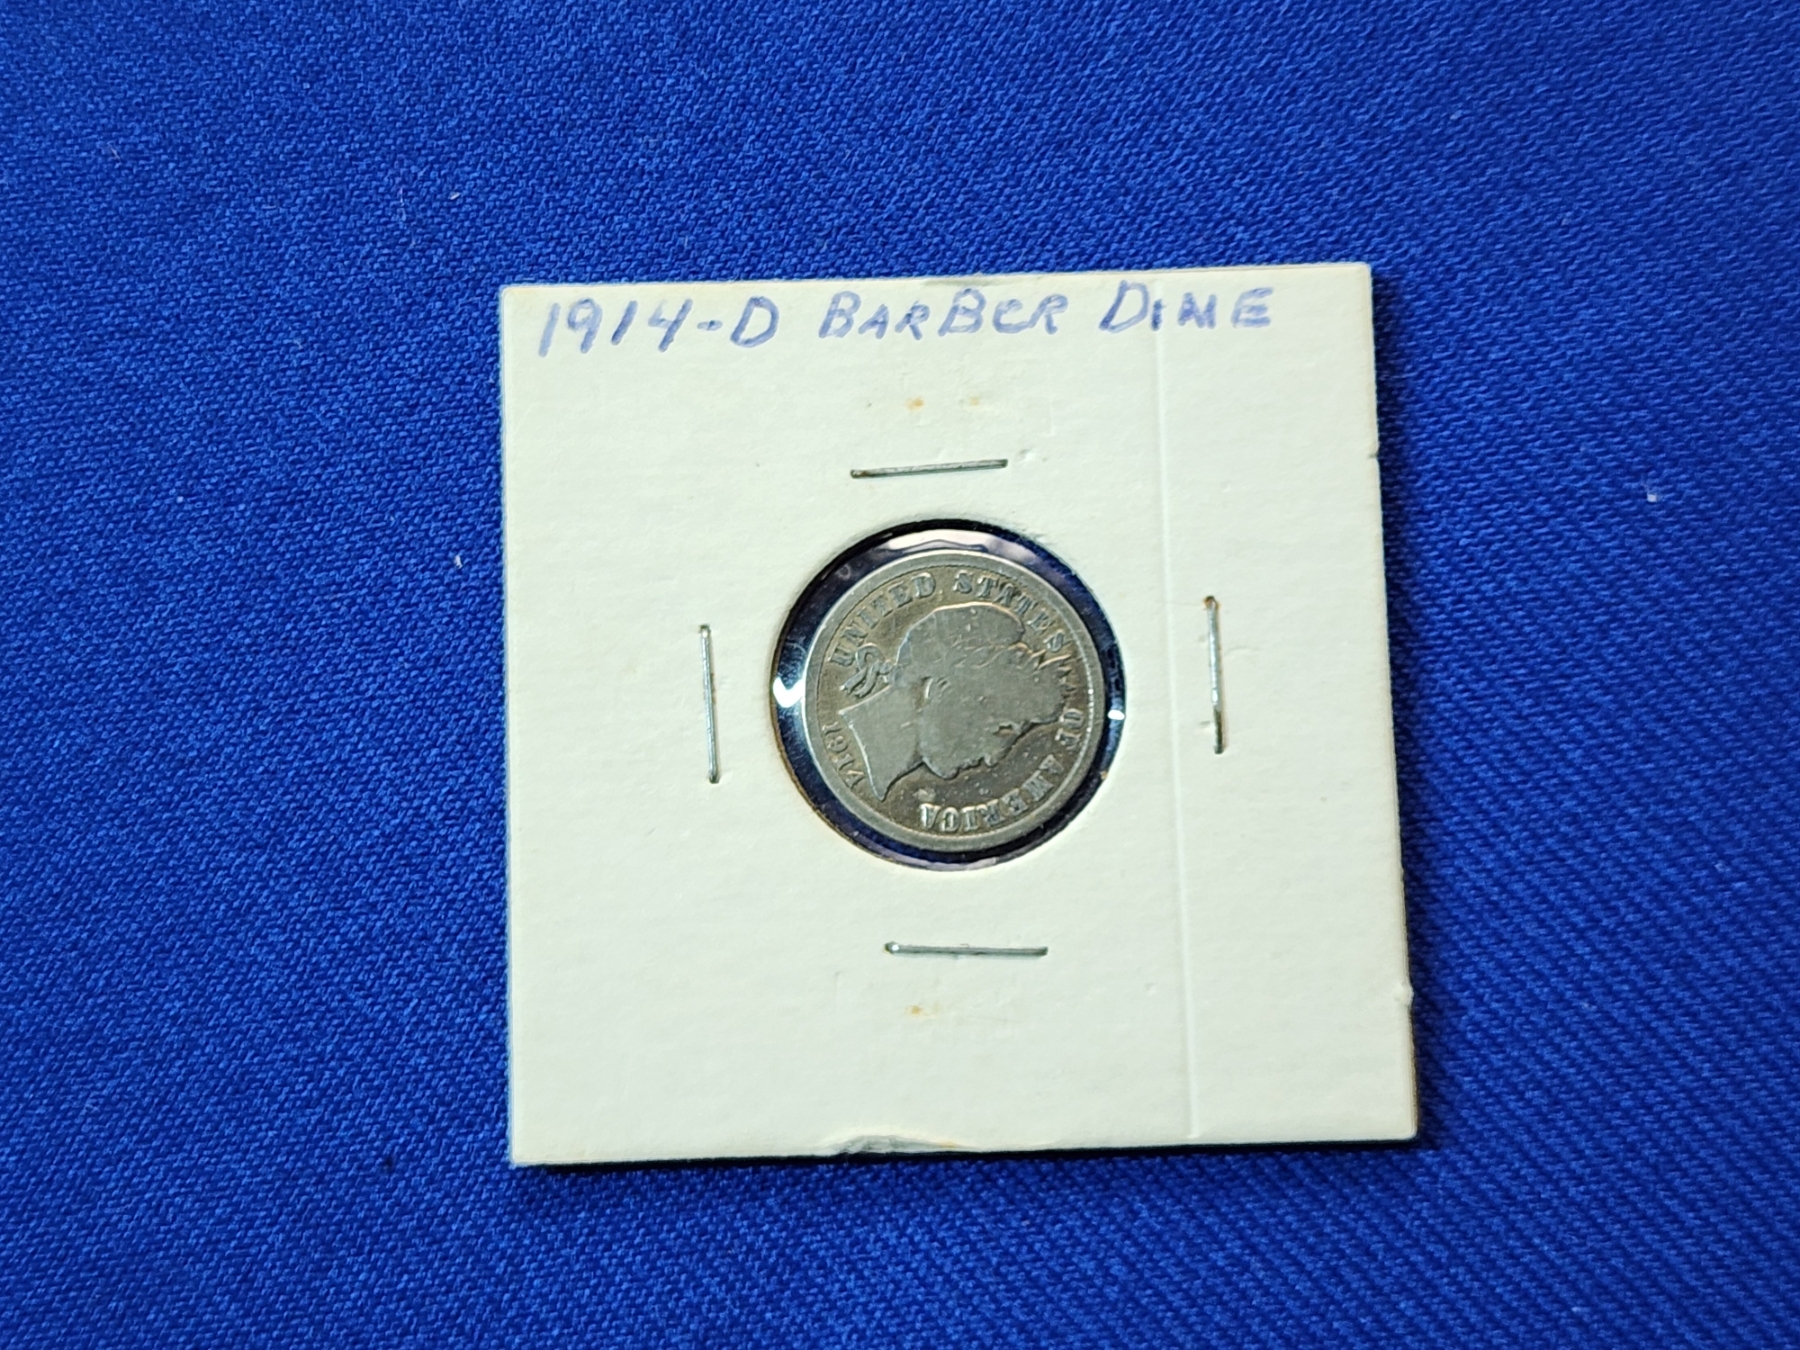 1914-D BARBER DIME
UNITED STATES OF AMERICA
1914